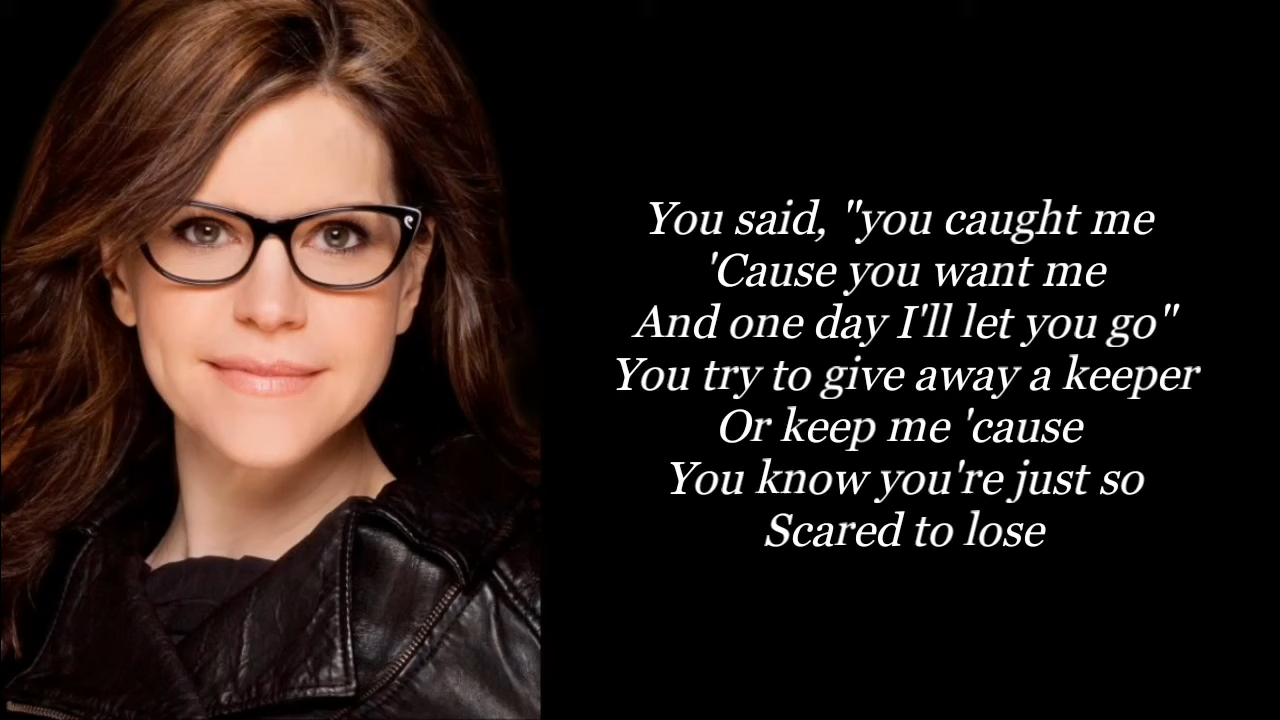 You said, "you caught me
'Cause you want me
And one day I'll let you go"
You try to give away a keeper
Or keep me 'cause
You know you're just so
Scared to lose